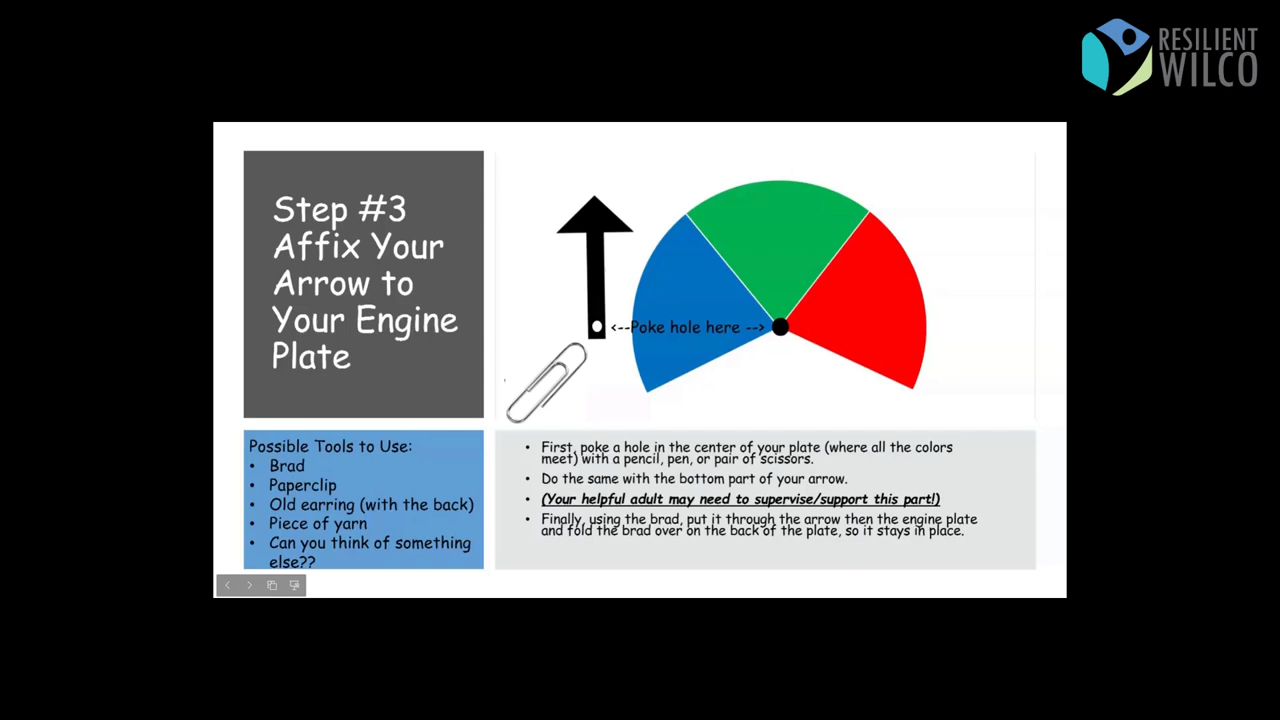 RESILIENT
WILCO
Step #3
Affix Your
Arrow to
Your Engine
Plate
<--Poke hole here -->
Possible Tools to Use:
• Brad
• Paperclip
• Old earring (with the back)
• Piece of yarn
• Can you think of something
else??
• First, poke a hole in the center of your plate (where all the colors
meet) with a pencil, pen, or pair of scissors.
• Do the same with the bottom part of your arrow.
• (Your helpful adult may need to supervise/support this part!)
• Finally, using the brad, put it through the arrow then the engine plate
and fold the brad over on the back of the plate, so it stays in place.